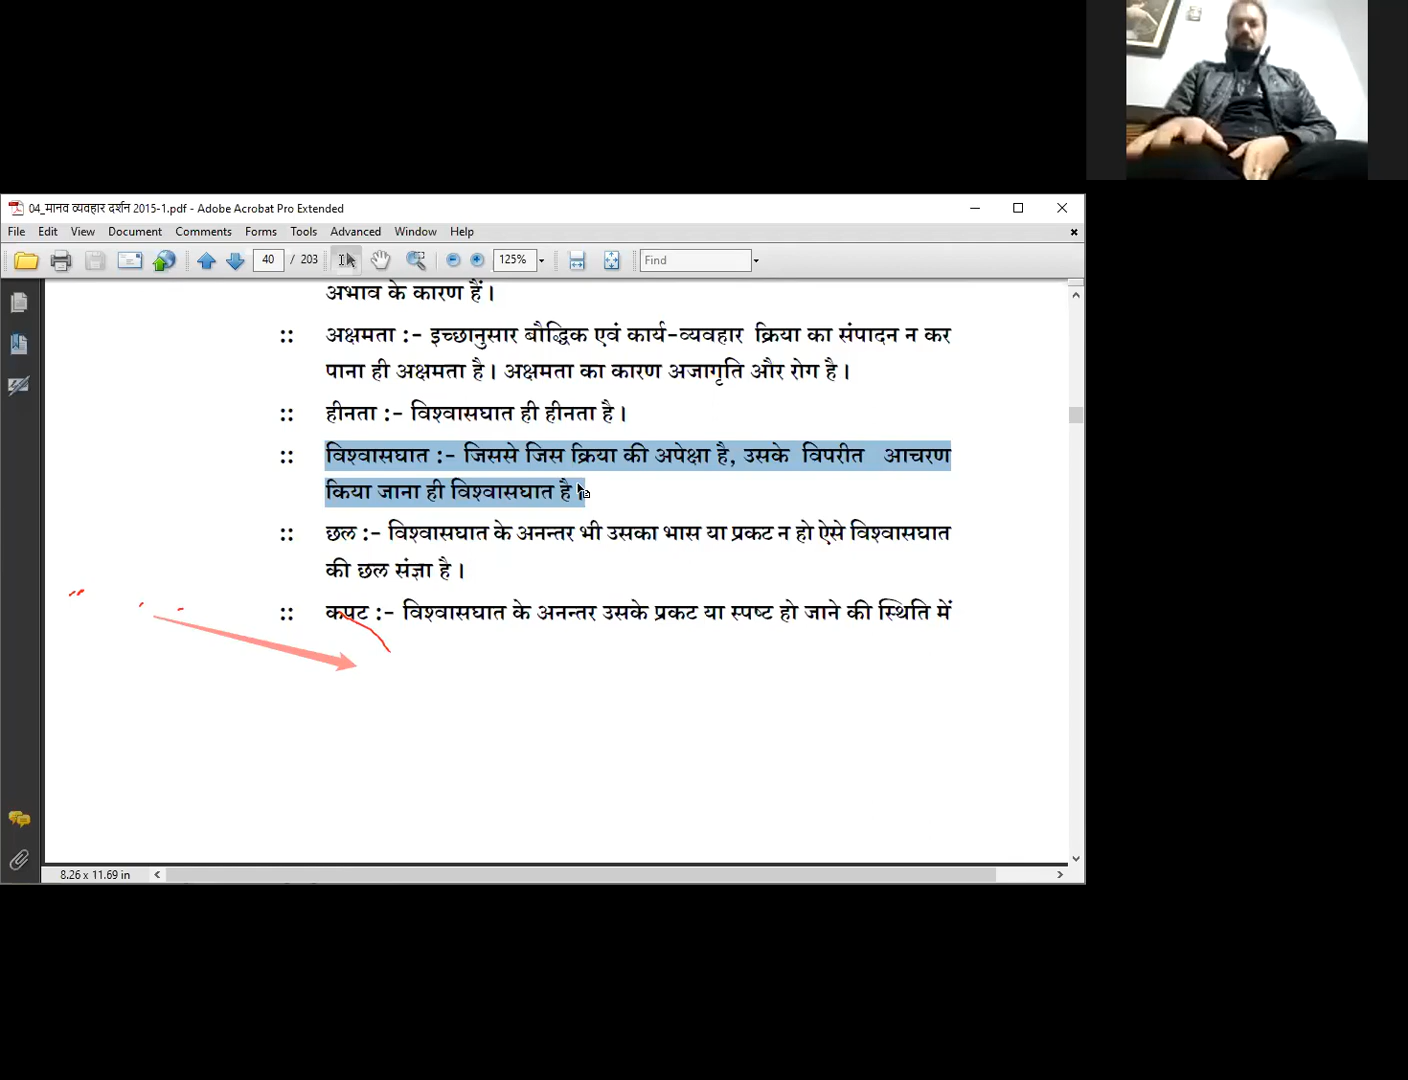 04_मानव व्यवहार दर्शन 2015-1.pdf - Adobe Acrobat Pro Extended
File Edit View Document Comments Forms Tools Advanced Window Help
40 / 203 125% Find
अभाव के कारण हैं।
:: अक्षमता :- इच्छानुसार बौद्धिक एवं कार्य-व्यवहार क्रिया का संपादन न कर
पाना ही अक्षमता है। अक्षमता का कारण अजागृति और रोग है।
:: हीनता :- विश्वासघात ही हीनता है।
:: विश्वासघात :- जिससे जिस क्रिया की अपेक्षा है, उसके विपरीत आचरण
किया जाना ही विश्वासघात है।
:: छल :- विश्वासघात के अनन्तर भी उसका भास या प्रकट न हो ऐसे विश्वासघात
की छल संज्ञा है।
:: कपट :- विश्वासघात के अनन्तर उसके प्रकट या स्पष्ट हो जाने की स्थिति में
8.26 x 11.69 in